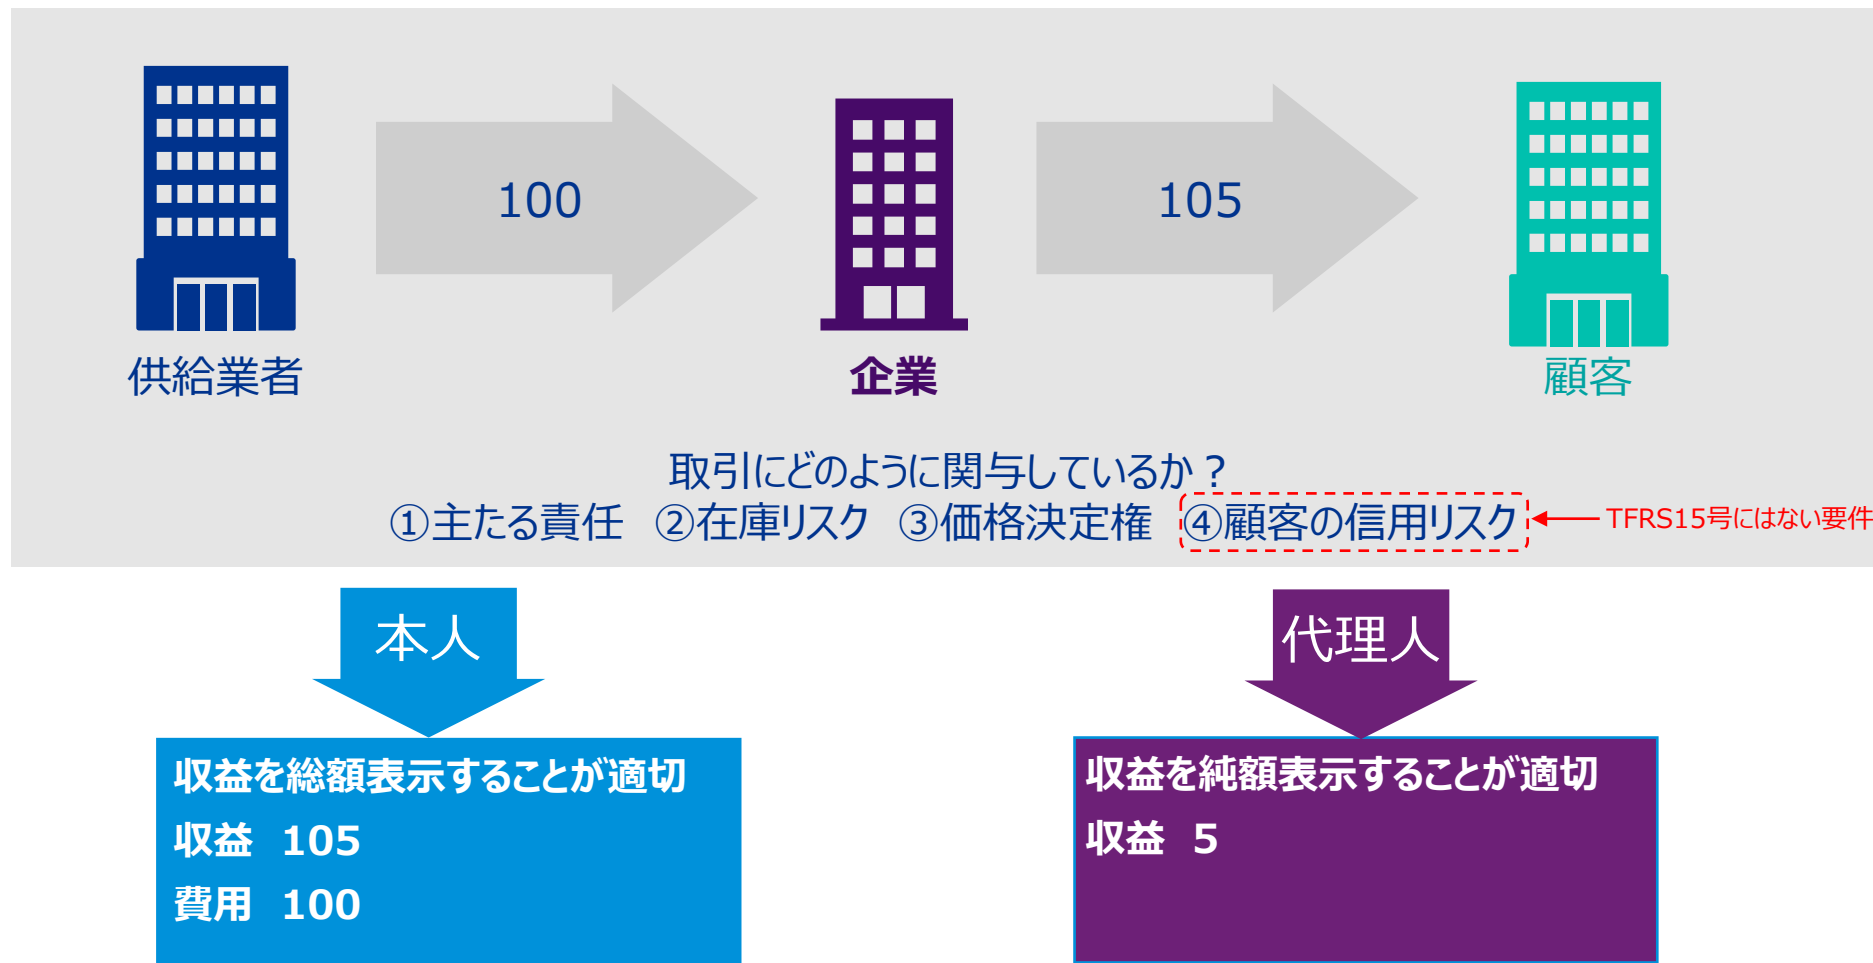 100
105
供給業者
企業
顧客
取引にどのように関与しているか？
①主たる責任 ②在庫リスク ③価格決定権 ④顧客の信用リスク
TFRS15号にはない要件
本人
代理人
収益を総額表示することが適切
収益 105
費用 100
収益を純額表示することが適切
収益 5